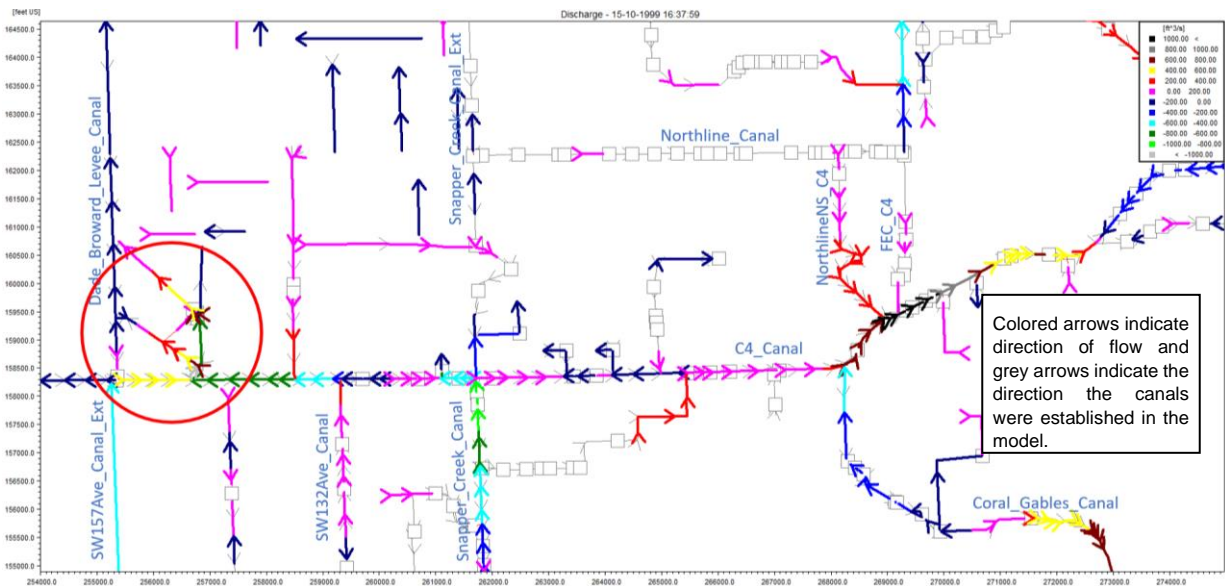 [feet US]
Discharge - 15-10-1999 16:37:59
164500.0
164000.0
163500.0
163000.0
162500.0
162000.0
161500.0
161000.0
160500.0
160000.0
159500.0
159000.0
158500.0
158000.0
157500.0
157000.0
156500.0
156000.0
155500.0
155000.0
[ft^3/s]
1000.00 <
800.00 1000.00
600.00 800.00
400.00 600.00
200.00 400.00
0.00 200.00
-200.00 0.00
-400.00 -200.00
-600.00 -400.00
-800.00 -600.00
-1000.00 -800.00
< -1000.00
Dade_Broward_Levee_Canal
Snapper_Creek_Canal_Ext
Northline_Canal
NorthlineNS_C4
FEC_C4
C4_Canal
SW157Ave_Canal_Ext
SW132Ave_Canal
Snapper_Creek_Canal
Coral_Gables_Canal
Colored arrows indicate
direction of flow and
grey arrows indicate the
direction the canals
were established in the
model.
254000.0 255000.0 256000.0 257000.0 258000.0 259000.0 260000.0 261000.0 262000.0 263000.0 264000.0 265000.0 266000.0 267000.0 268000.0 269000.0 270000.0 271000.0 272000.0 273000.0 274000.0